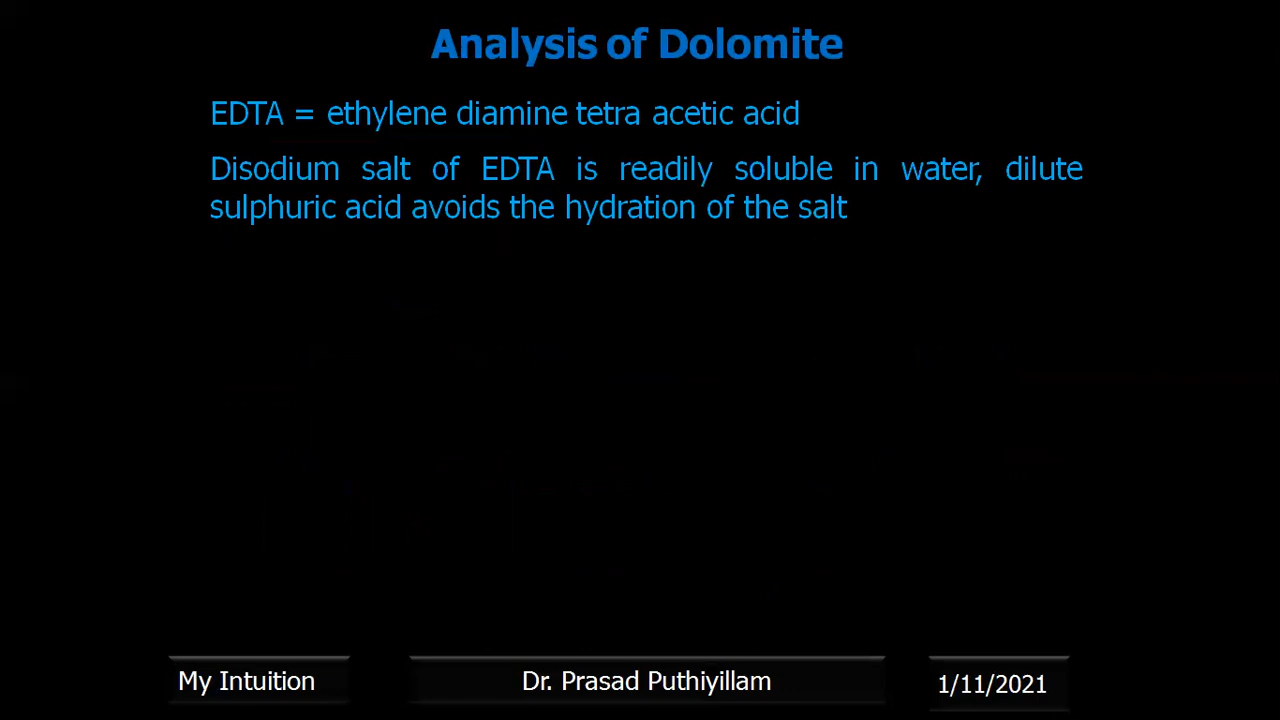 Analysis of Dolomite
EDTA = ethylene diamine tetra acetic acid
Disodium salt of EDTA is readily soluble in water, dilute
sulphuric acid avoids the hydration of the salt
My Intuition
Dr. Prasad Puthiyillam
1/11/2021